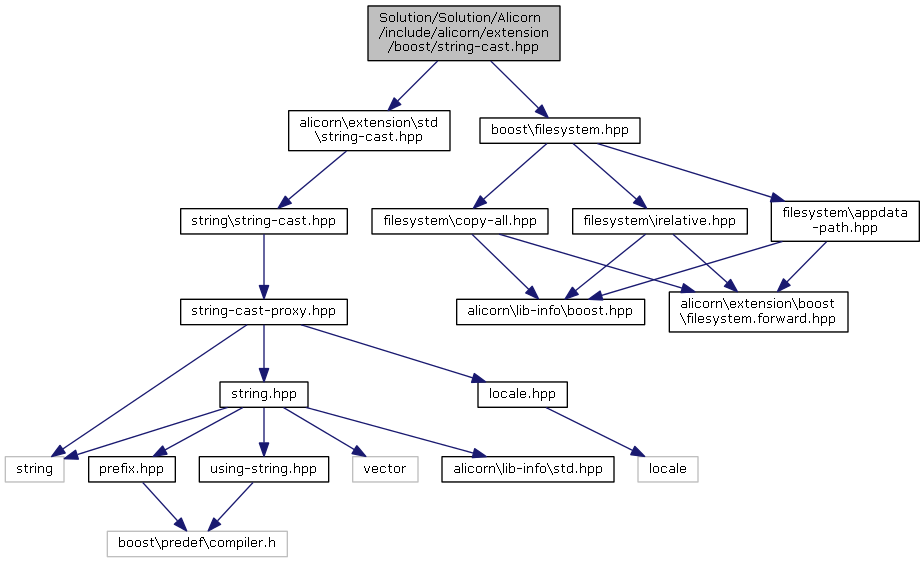 Solution/Solution/Alicorn
/include/alicorn/extension
/boost/string-cast.hpp
alicorn\extension\std
\string-cast.hpp
boost\filesystem.hpp
string\string-cast.hpp
filesystem\copy-all.hpp
filesystem\irelative.hpp
filesystem\appdata
-path.hpp
string-cast-proxy.hpp
alicorn\lib-info\boost.hpp
alicorn\extension\boost
\filesystem.forward.hpp
string.hpp
locale.hpp
string
prefix.hpp
using-string.hpp
vector
alicorn\lib-info\std.hpp
locale
boost\predef\compiler.h